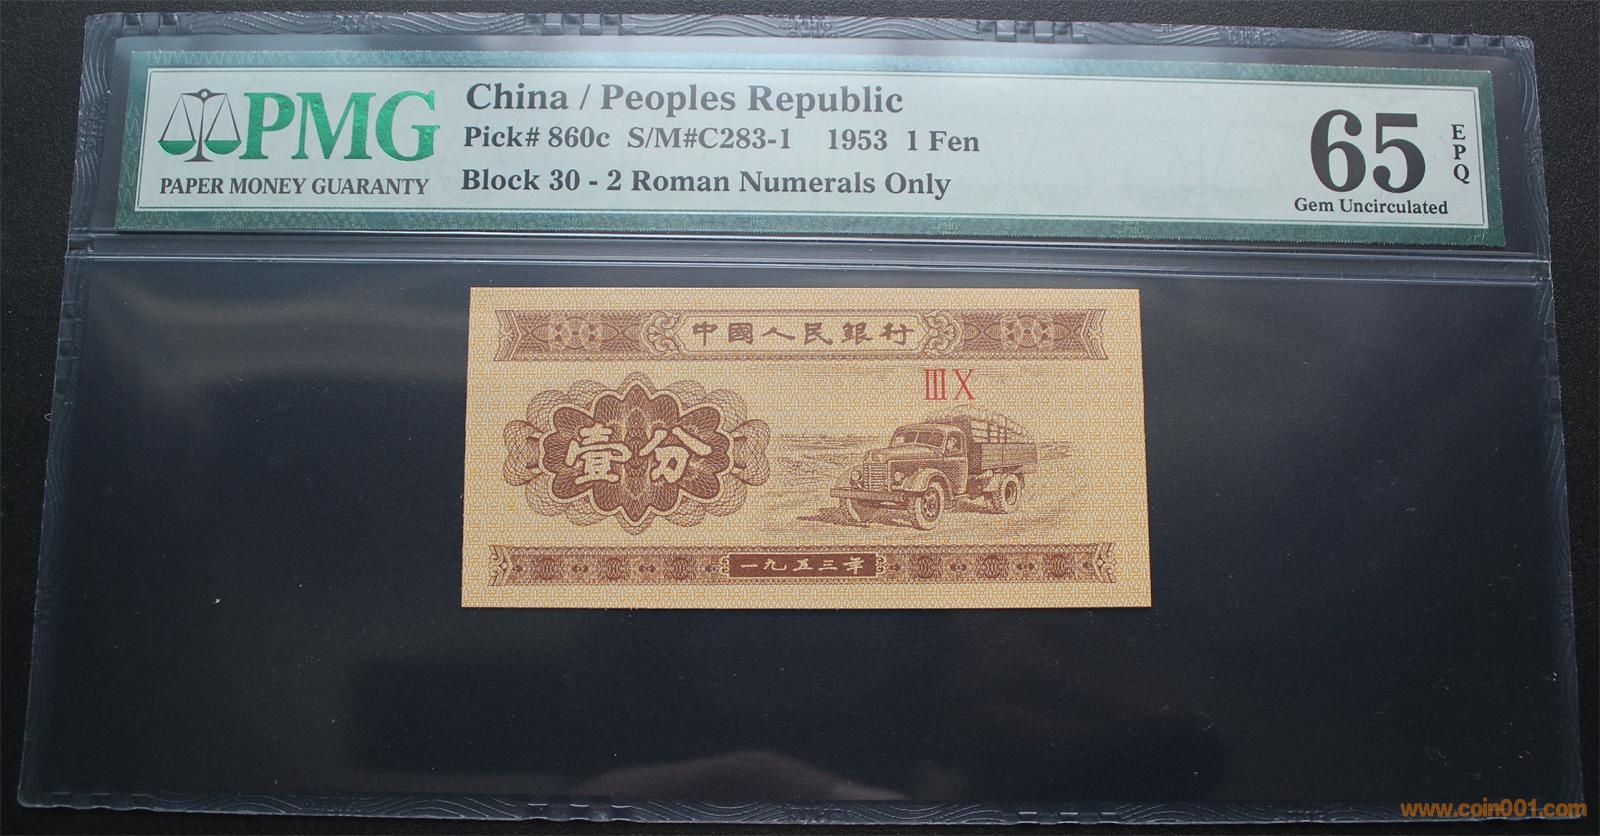 PMG
PAPER MONEY GUARANTY
China / Peoples Republic
Pick# 860c S/M#C283-1 1953 1 Fen
Block 30 - 2 Roman Numerals Only
65
EPQ
Gem Uncirculated
中國人民銀行
ⅢⅩ
壹分
一九五三年
www.coin001.com